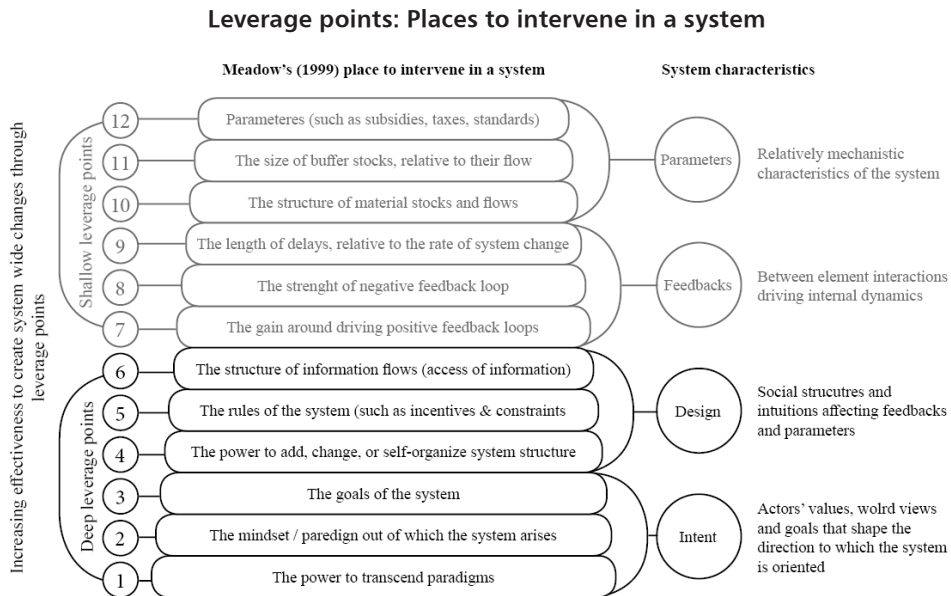 Leverage points: Places to intervene in a system
Meadow's (1999) place to intervene in a system
System characteristics
Increasing effectiveness to create system wide changes through
leverage points
Shallow leverage points
12
Parameteres (such as subsidies, taxes, standards)
11
The size of buffer stocks, relative to their flow
10
The structure of material stocks and flows
Parameters
Relatively mechanistic
characteristics of the system
9
The length of delays, relative to the rate of system change
8
The strenght of negative feedback loop
7
The gain around driving positive feedback loops
Feedbacks
Between element interactions
driving internal dynamics
Deep leverage points
6
The structure of information flows (access of information)
5
The rules of the system (such as incentives & constraints
4
The power to add, change, or self-organize system structure
Design
Social strucutres and
intuitions affecting feedbacks
and parameters
3
The goals of the system
2
The mindset / paredign out of which the system arises
1
The power to transcend paradigms
Intent
Actors' values, wolrd views
and goals that shape the
direction to which the system
is oriented